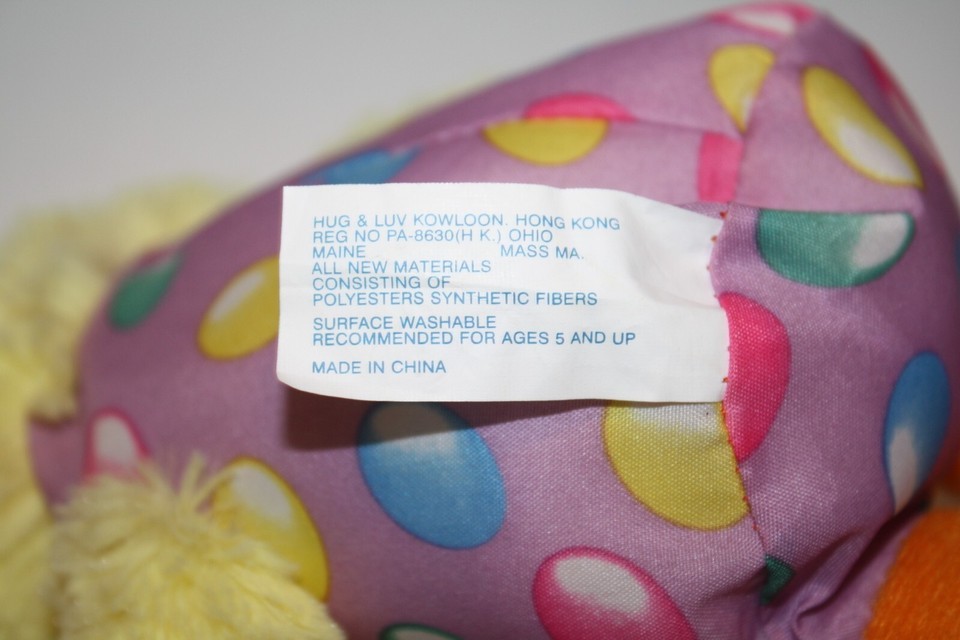 HUG & LUV KOWLOON. HONG KONG
REG NO PA-8630(H K.) OHIO
MAINE MASS MA.
ALL NEW MATERIALS
CONSISTING OF
POLYESTERS SYNTHETIC FIBERS
SURFACE WASHABLE
RECOMMENDED FOR AGES 5 AND UP
MADE IN CHINA